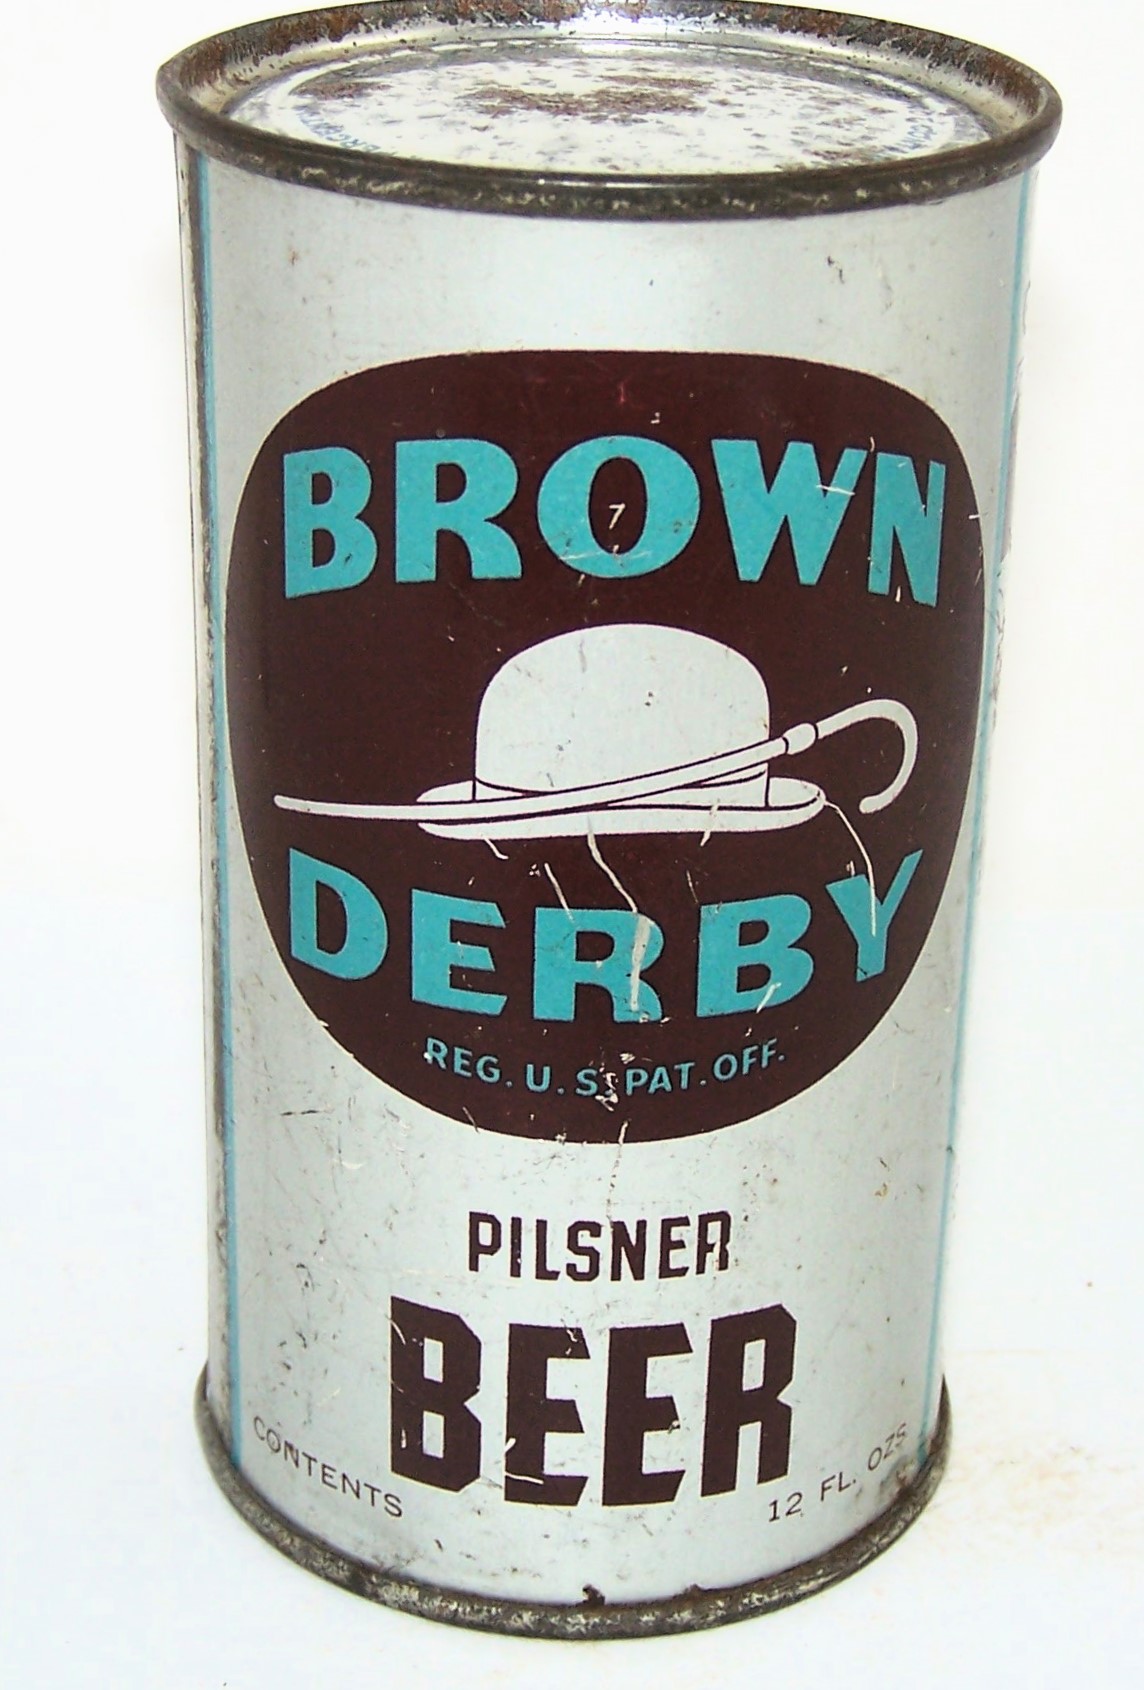 BROWN
DERBY
REG. U. S. PAT. OFF.
PILSNER
BEER
CONTENTS 12 FL. OZS.